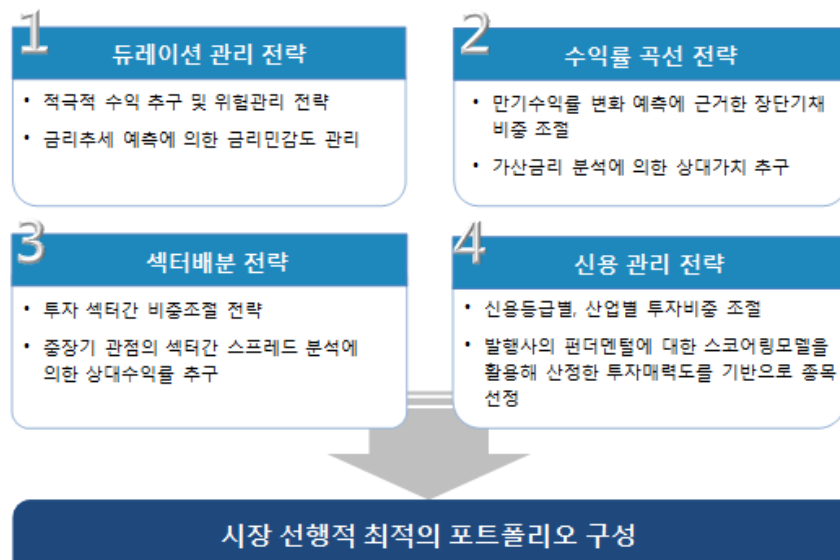 1
듀레이션 관리 전략
• 적극적 수익 추구 및 위험관리 전략
• 금리추세 예측에 의한 금리민감도 관리
2
수익률 곡선 전략
• 만기수익률 변화 예측에 근거한 장단기채
비중 조절
• 가산금리 분석에 의한 상대가치 추구
3
섹터배분 전략
• 투자 섹터간 비중조절 전략
• 중장기 관점의 섹터간 스프레드 분석에
의한 상대수익률 추구
4
신용 관리 전략
• 신용등급별, 산업별 투자비중 조절
• 발행사의 펀더멘털에 대한 스코어링모델을
활용해 산정한 투자매력도를 기반으로 종목
선정
시장 선행적 최적의 포트폴리오 구성